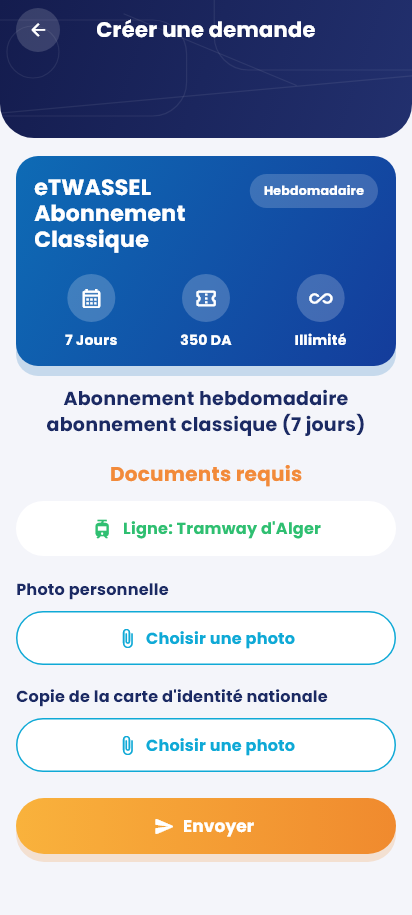 Créer une demande
eTWASSEL
Abonnement
Classique
Hebdomadaire
7 Jours
350 DA
Illimité
Abonnement hebdomadaire
abonnement classique (7 jours)
Documents requis
Ligne: Tramway d'Alger
Photo personnelle
Choisir une photo
Copie de la carte d'identité nationale
Choisir une photo
Envoyer